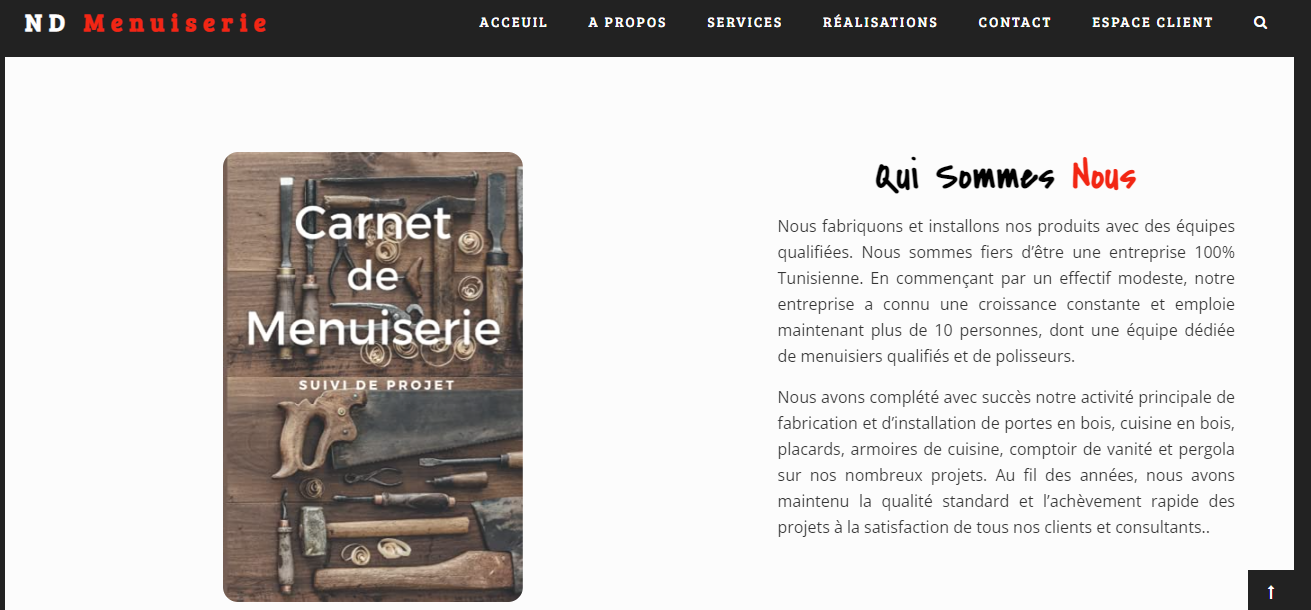 ND Menuiserie
ACCEUIL A PROPOS SERVICES RÉALISATIONS CONTACT ESPACE CLIENT
Carnet
de
Menuiserie
SUIVI DE PROJET
Qui Sommes Nous
Nous fabriquons et installons nos produits avec des équipes
qualifiées. Nous sommes fiers d’être une entreprise 100%
Tunisienne. En commençant par un effectif modeste, notre
entreprise a connu une croissance constante et emploie
maintenant plus de 10 personnes, dont une équipe dédiée
de menuisiers qualifiés et de polisseurs.
Nous avons complété avec succès notre activité principale de
fabrication et d’installation de portes en bois, cuisine en bois,
placards, armoires de cuisine, comptoir de vanité et pergola
sur nos nombreux projets. Au fil des années, nous avons
maintenu la qualité standard et l’achèvement rapide des
projets à la satisfaction de tous nos clients et consultants..